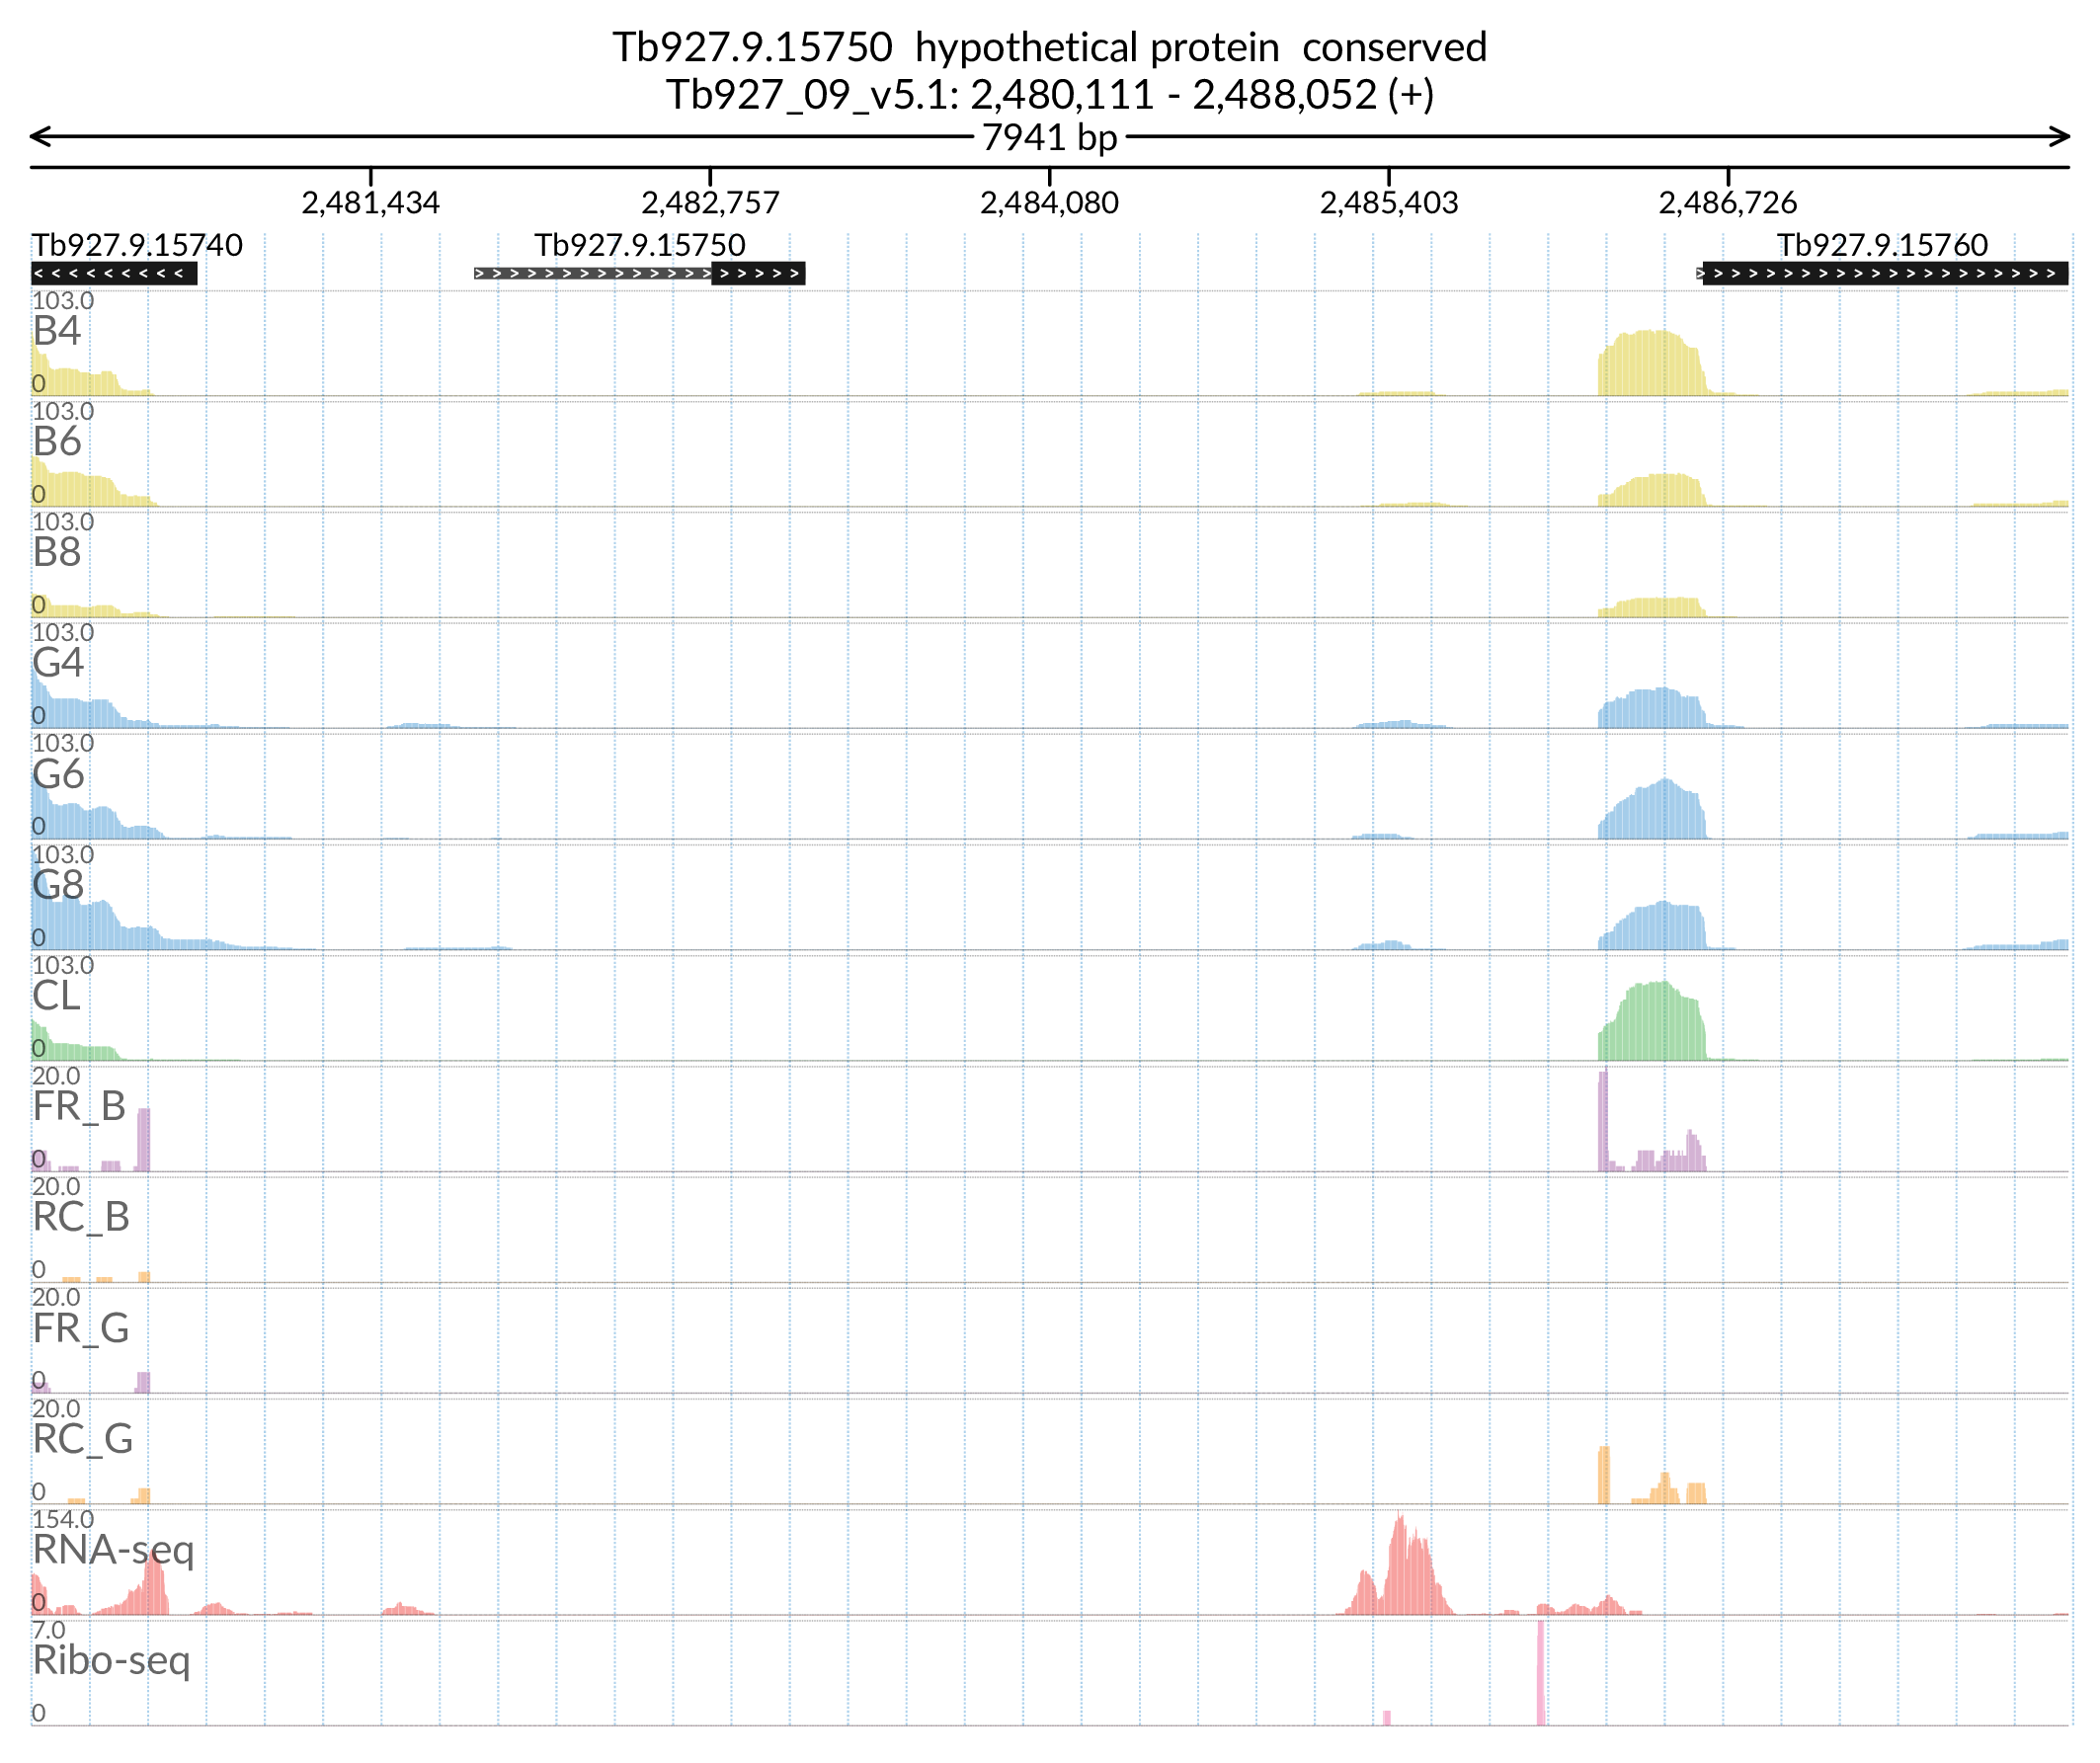 Tb927.9.15750 hypothetical protein conserved
Tb927_09_v5.1: 2,480,111 - 2,488,052 (+)
7941 bp
2,481,434 2,482,757 2,484,080 2,485,403 2,486,726
Tb927.9.15740 Tb927.9.15750 Tb927.9.15760
103.0
B4
0
103.0
B6
0
103.0
B8
0
103.0
G4
0
103.0
G6
0
103.0
G8
0
103.0
CL
0
20.0
FR_B
0
20.0
RC_B
0
20.0
FR_G
0
20.0
RC_G
0
154.0
RNA-seq
0
7.0
Ribo-seq
0